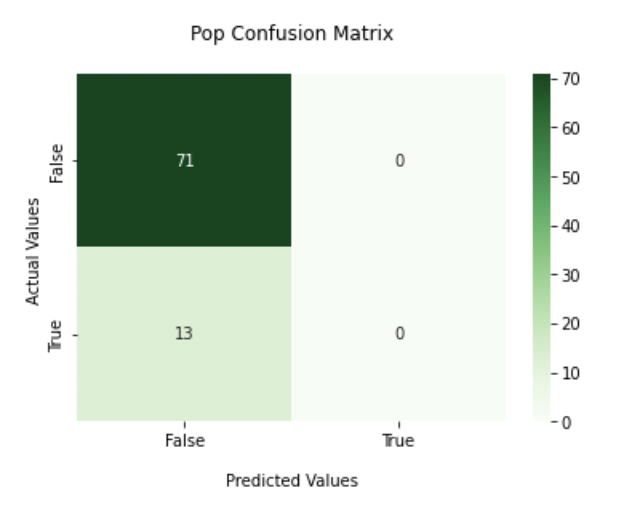 Pop Confusion Matrix
Actual Values
False
True
71
0
13
0
False
True
Predicted Values
70
60
50
40
30
20
10
0